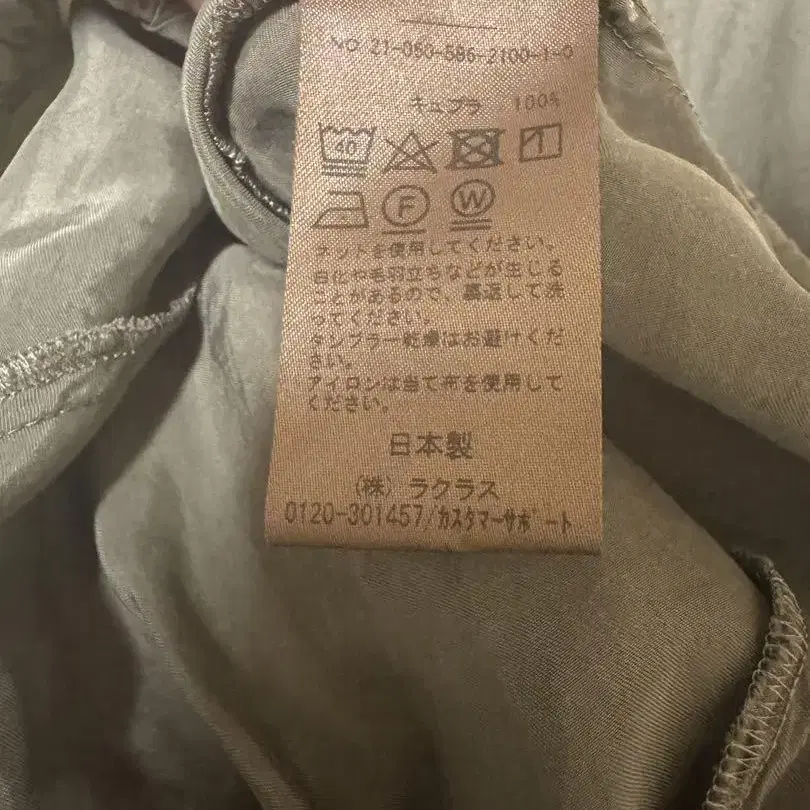 NO 21-050-586-2100-1-0
キュプラ 100%
40
F W
ネットを使用してください。
白化や毛羽立ちなどが生じる
ことがあるので、裏返して洗
ってください。
タンブラー乾燥はお避けくだ
さい。
アイロンは当て布を使用して
ください。
日本製
(株) ラクラス
0120-301457/カスタマーサポート